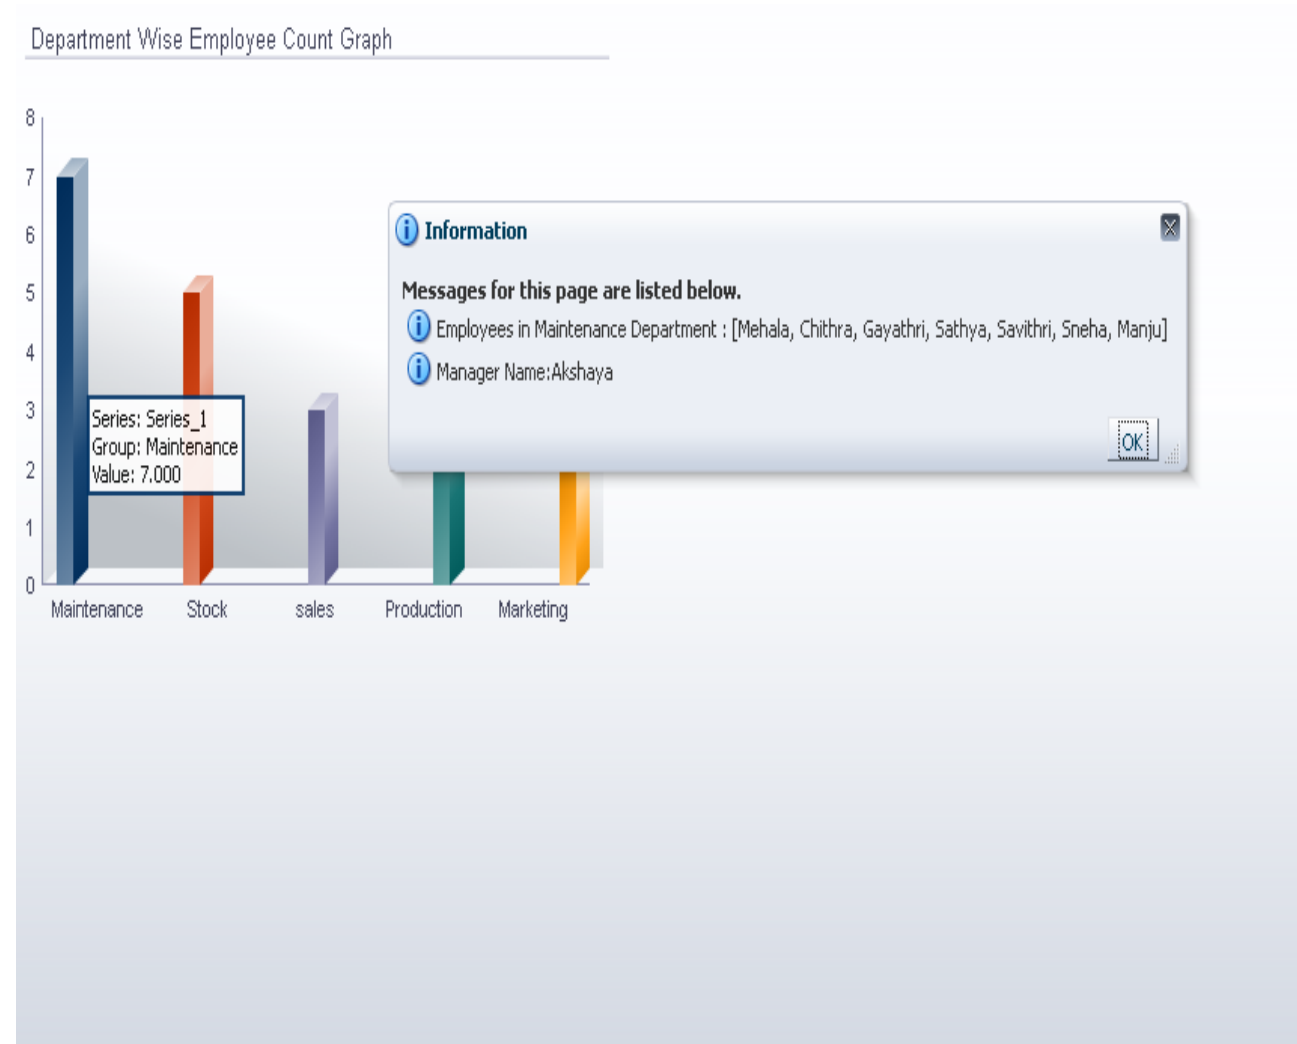 Department Wise Employee Count Graph
8
7
6
5
4
3
2
1
0
Series: Series_1
Group: Maintenance
Value: 7.000
Maintenance Stock sales Production Marketing
Information
Messages for this page are listed below.
Employees in Maintenance Department : [Mehala, Chithra, Gayathri, Sathya, Savithri, Sneha, Manju]
Manager Name:Akshaya
OK